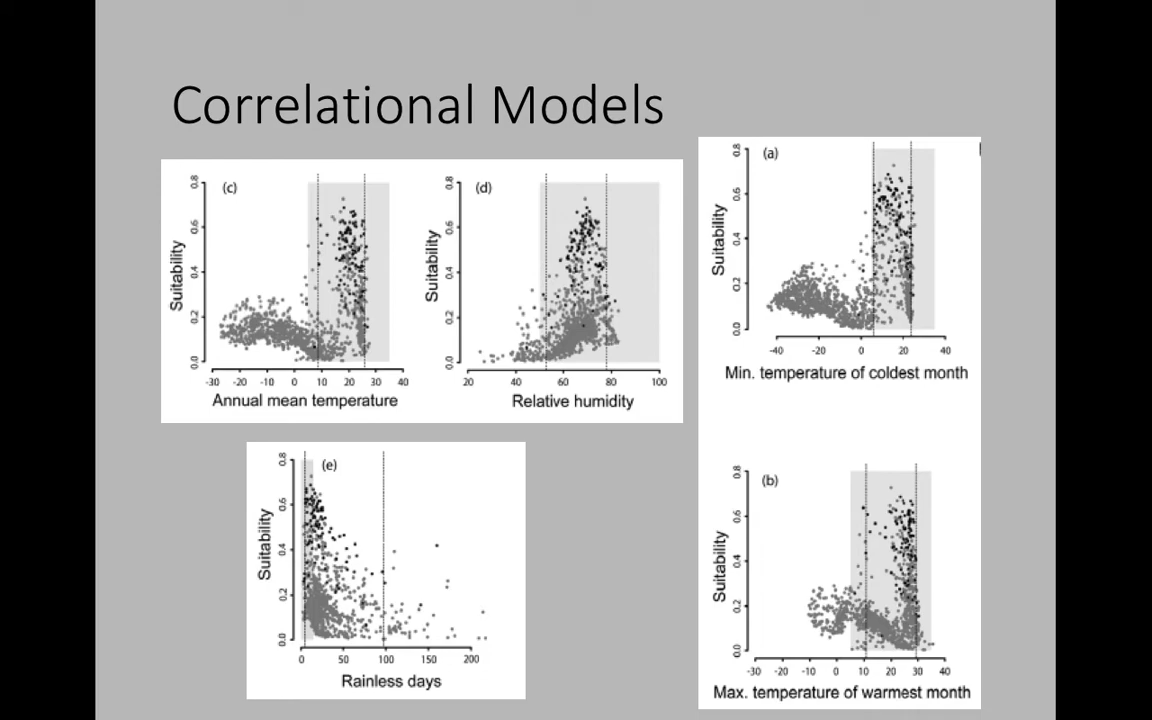 Correlational Models
(c)
Suitability
0.0 0.2 0.4 0.6 0.8
-30 -20 -10 0 10 20 30 40
Annual mean temperature
(d)
Suitability
0.0 0.2 0.4 0.6 0.8
20 40 60 80 100
Relative humidity
(a)
Suitability
0.0 0.2 0.4 0.6 0.8
-40 -20 0 20 40
Min. temperature of coldest month
(e)
Suitability
0.0 0.2 0.4 0.6 0.8
0 50 100 150 200
Rainless days
(b)
Suitability
0.0 0.2 0.4 0.6 0.8
-30 -20 -10 0 10 20 30 40
Max. temperature of warmest month